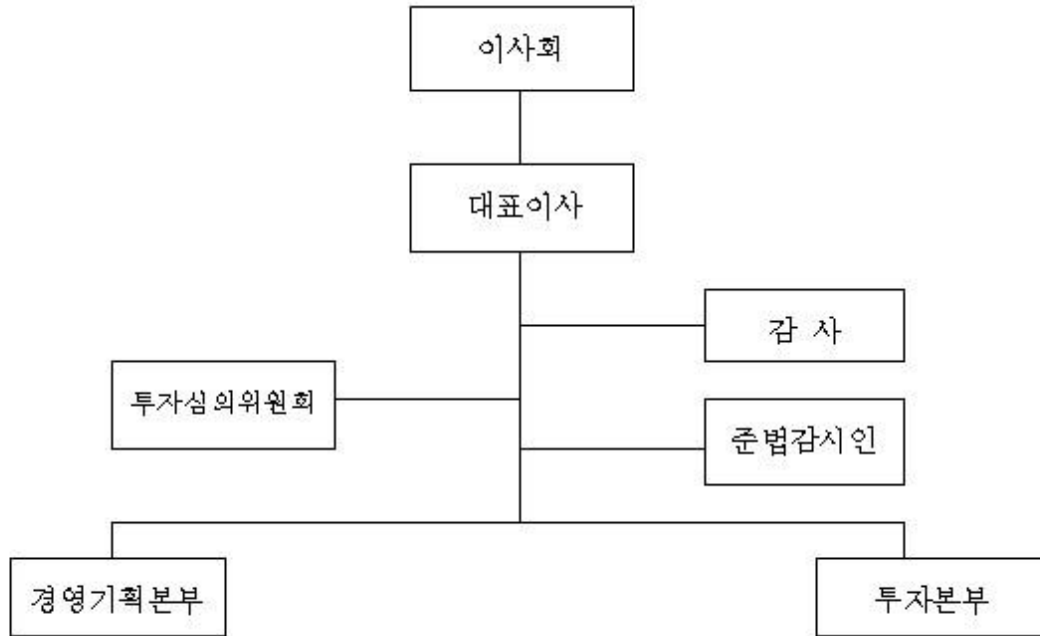 이사회
대표이사
감 사
투자심의위원회
준법감시인
경영기획본부
투자본부